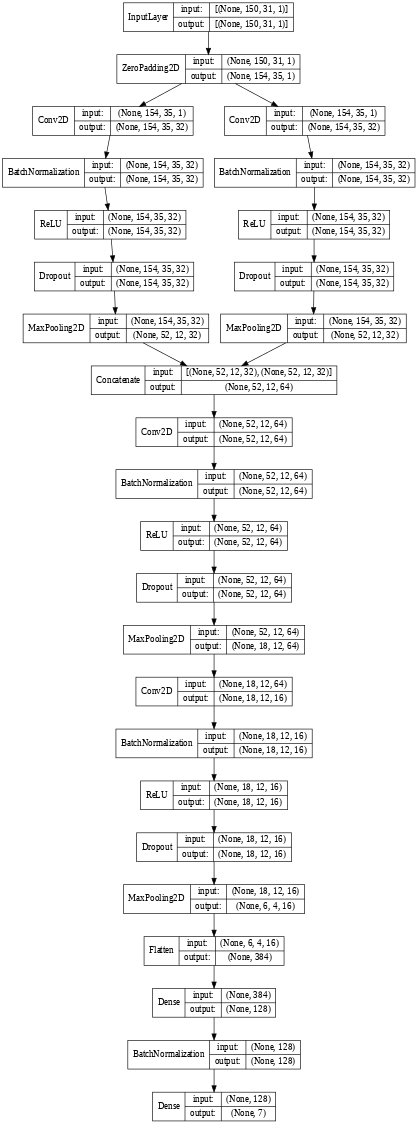 InputLayer input: [(None, 150, 31, 1)]
output: [(None, 150, 31, 1)]
ZeroPadding2D input: (None, 150, 31, 1)
output: (None, 154, 35, 1)
Conv2D input: (None, 154, 35, 1)
output: (None, 154, 35, 32)
Conv2D input: (None, 154, 35, 1)
output: (None, 154, 35, 32)
BatchNormalization input: (None, 154, 35, 32)
output: (None, 154, 35, 32)
BatchNormalization input: (None, 154, 35, 32)
output: (None, 154, 35, 32)
ReLU input: (None, 154, 35, 32)
output: (None, 154, 35, 32)
ReLU input: (None, 154, 35, 32)
output: (None, 154, 35, 32)
Dropout input: (None, 154, 35, 32)
output: (None, 154, 35, 32)
Dropout input: (None, 154, 35, 32)
output: (None, 154, 35, 32)
MaxPooling2D input: (None, 154, 35, 32)
output: (None, 52, 12, 32)
MaxPooling2D input: (None, 154, 35, 32)
output: (None, 52, 12, 32)
Concatenate input: [(None, 52, 12, 32), (None, 52, 12, 32)]
output: (None, 52, 12, 64)
Conv2D input: (None, 52, 12, 64)
output: (None, 52, 12, 64)
BatchNormalization input: (None, 52, 12, 64)
output: (None, 52, 12, 64)
ReLU input: (None, 52, 12, 64)
output: (None, 52, 12, 64)
Dropout input: (None, 52, 12, 64)
output: (None, 52, 12, 64)
MaxPooling2D input: (None, 52, 12, 64)
output: (None, 18, 12, 64)
Conv2D input: (None, 18, 12, 64)
output: (None, 18, 12, 16)
BatchNormalization input: (None, 18, 12, 16)
output: (None, 18, 12, 16)
ReLU input: (None, 18, 12, 16)
output: (None, 18, 12, 16)
Dropout input: (None, 18, 12, 16)
output: (None, 18, 12, 16)
MaxPooling2D input: (None, 18, 12, 16)
output: (None, 6, 4, 16)
Flatten input: (None, 6, 4, 16)
output: (None, 384)
Dense input: (None, 384)
output: (None, 128)
BatchNormalization input: (None, 128)
output: (None, 128)
Dense input: (None, 128)
output: (None, 7)